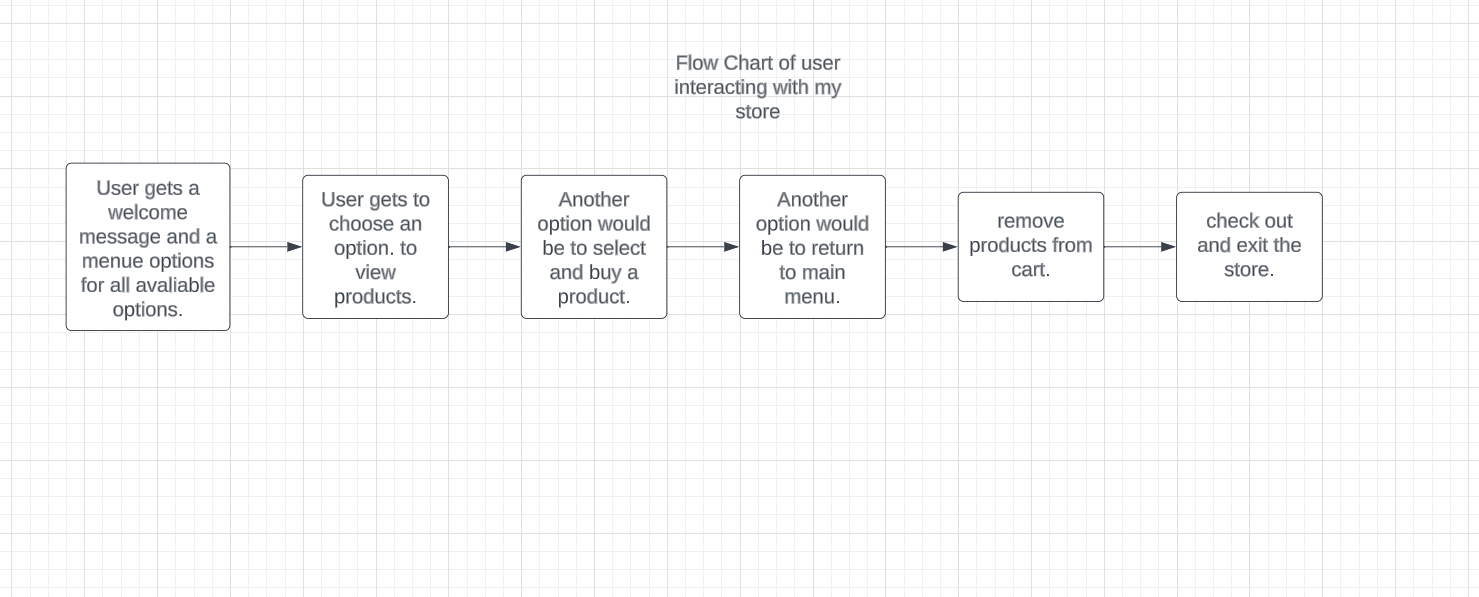 Flow Chart of user
interacting with my
store
User gets a
welcome
message and a
menue options
for all avaliable
options.
User gets to
choose an
option. to
view
products.
Another
option would
be to select
and buy a
product.
Another
option would
be to return
to main
menu.
remove
products from
cart.
check out
and exit the
store.